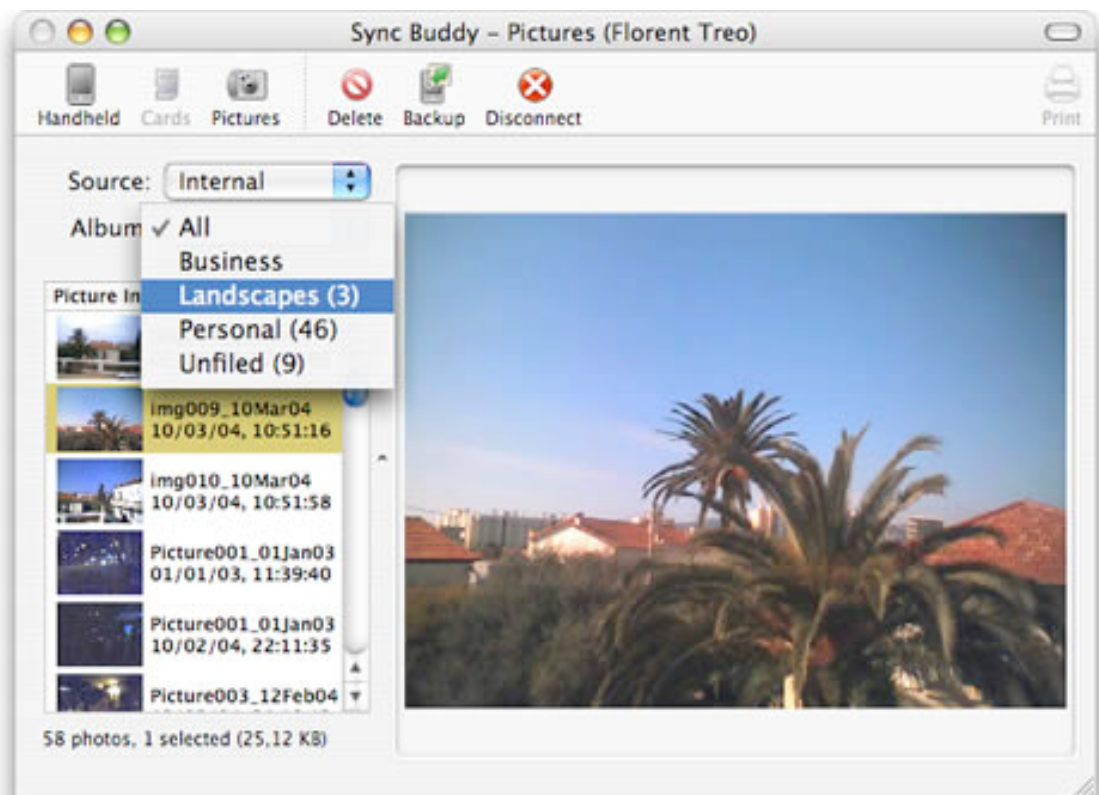 Sync Buddy – Pictures (Florent Treo)
Handheld Cards Pictures Delete Backup Disconnect Print
Source: Internal
Album
✓ All
Business
Landscapes (3)
Personal (46)
Unfiled (9)
Picture In
img009_10Mar04
10/03/04, 10:51:16
img010_10Mar04
10/03/04, 10:51:58
Picture001_01Jan03
01/01/03, 11:39:40
Picture001_01Jan03
10/02/04, 22:11:35
Picture003_12Feb04
58 photos, 1 selected (25,12 KB)